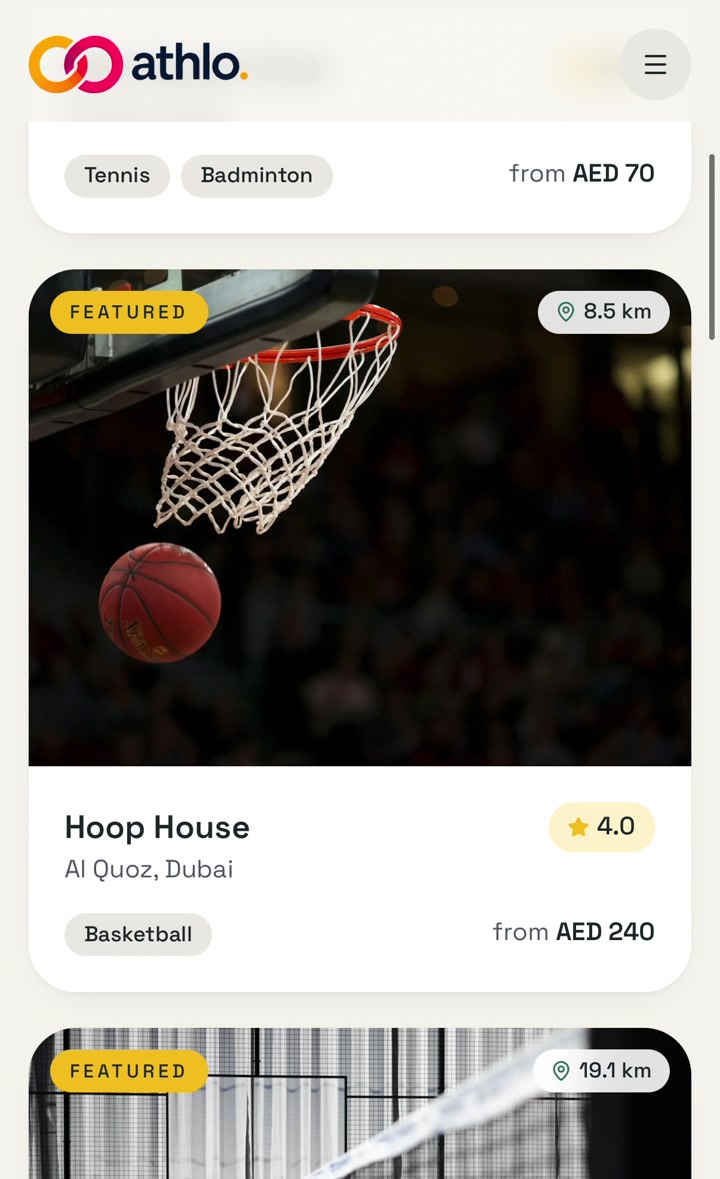 athlo.
Tennis Badminton from AED 70
FEATURED 8.5 km
Hoop House 4.0
Al Quoz, Dubai
Basketball from AED 240
FEATURED 19.1 km